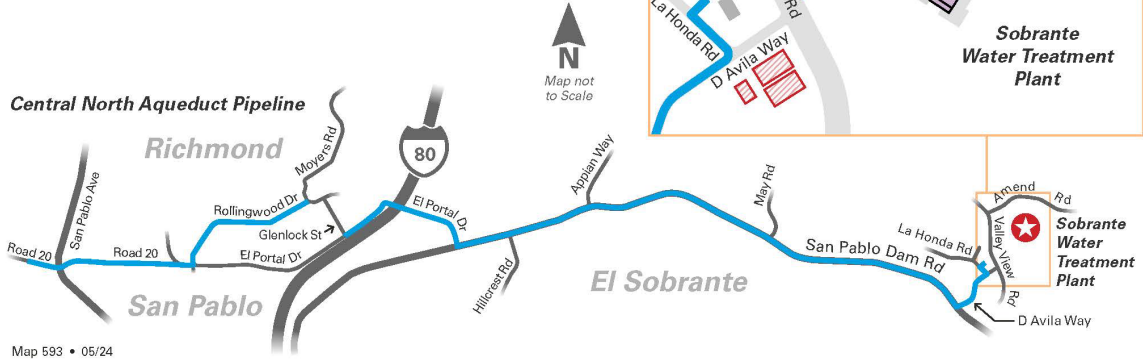 La Honda Rd
Rd
D Avila Way
Sobrante
Water Treatment
Plant
N
Map not
to Scale
Central North Aqueduct Pipeline
Richmond
80
Moyers Rd
San Pablo Ave
Appian Way
May Rd
Amend Rd
Rollingwood Dr
El Portal Dr
Glenlock St
Road 20
Road 20
El Portal Dr
Hillcrest Rd
San Pablo Dam Rd
La Honda Rd
Valley View Rd
Sobrante
Water
Treatment
Plant
San Pablo
El Sobrante
D Avila Way
Map 593 • 05/24